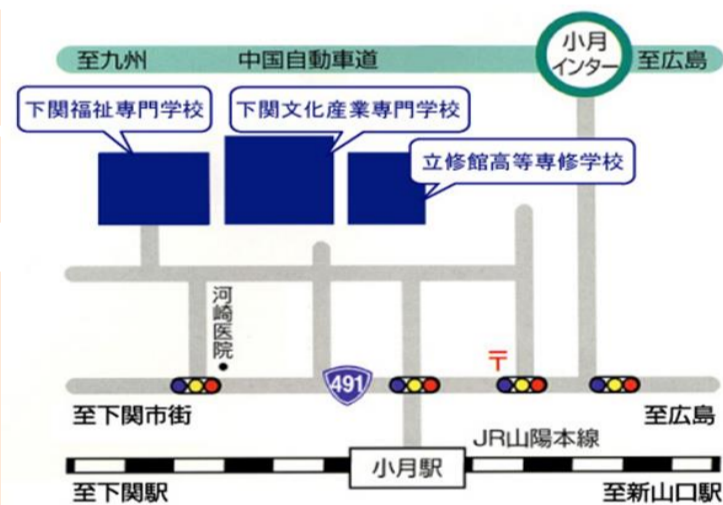 小月
インター
至九州
中国自動車道
至広島
下関福祉専門学校
下関文化産業専門学校
立修館高等専修学校
河崎医院
〒
491
至下関市街
至広島
JR山陽本線
小月駅
至下関駅
至新山口駅